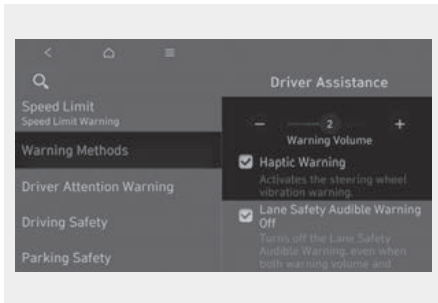 Driver Assistance
Speed Limit
Speed Limit Warning
Warning Methods
Driver Attention Warning
Driving Safety
Parking Safety
− 2 +
Warning Volume
Haptic Warning
Activates the steering wheel
vibration warning.
Lane Safety Audible Warning
Off
Turns off the Lane Safety
Audible Warning, even when
both warning volume and